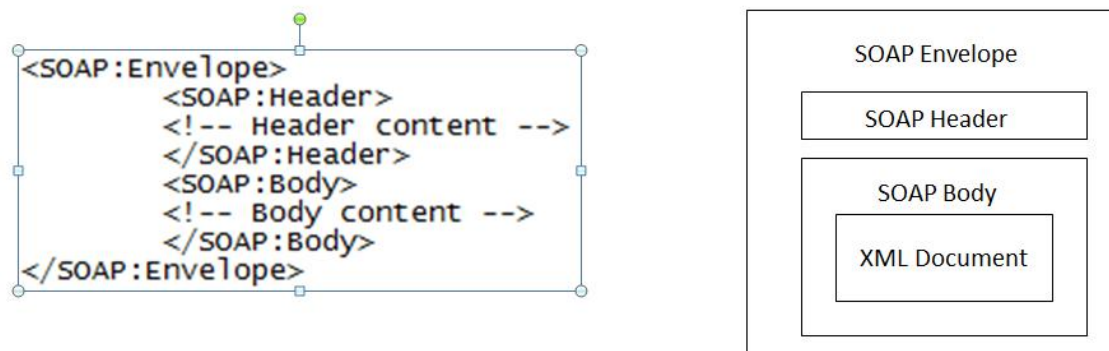 <SOAP:Envelope>
<SOAP:Header>
<!-- Header content -->
</SOAP:Header>
<SOAP:Body>
<!-- Body content -->
</SOAP:Body>
</SOAP:Envelope>
SOAP Envelope
SOAP Header
SOAP Body
XML Document